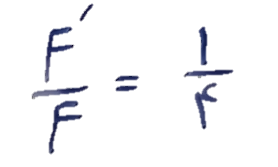 F′/F = 1/r